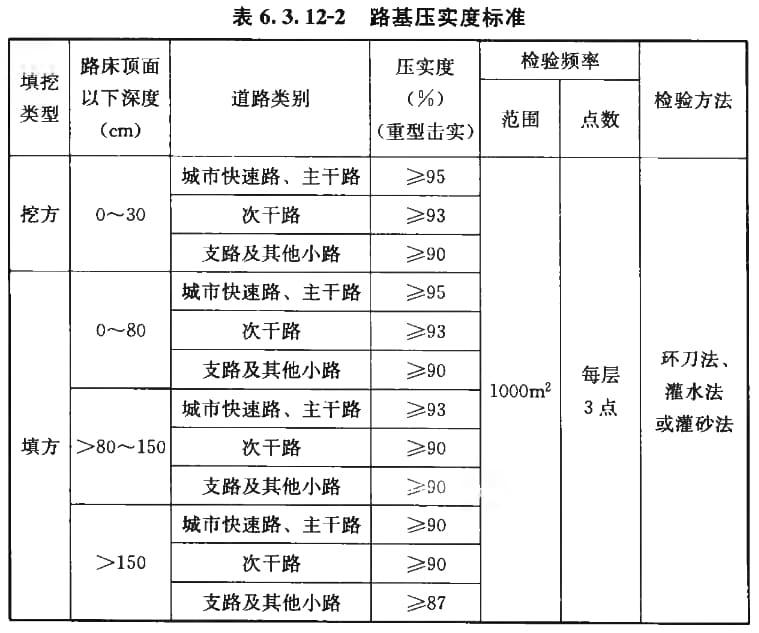 表 6.3.12-2 路基压实度标准
填挖类型 路床顶面以下深度(cm) 道路类别 压实度(%)(重型击实) 检验频率 检验方法
范围 点数
挖方 0～30 城市快速路、主干路 ≥95 1000m² 每层3点 环刀法、灌水法或灌砂法
次干路 ≥93
支路及其他小路 ≥90
填方 0～80 城市快速路、主干路 ≥95
次干路 ≥93
支路及其他小路 ≥90
>80～150 城市快速路、主干路 ≥93
次干路 ≥90
支路及其他小路 ≥90
>150 城市快速路、主干路 ≥90
次干路 ≥90
支路及其他小路 ≥87